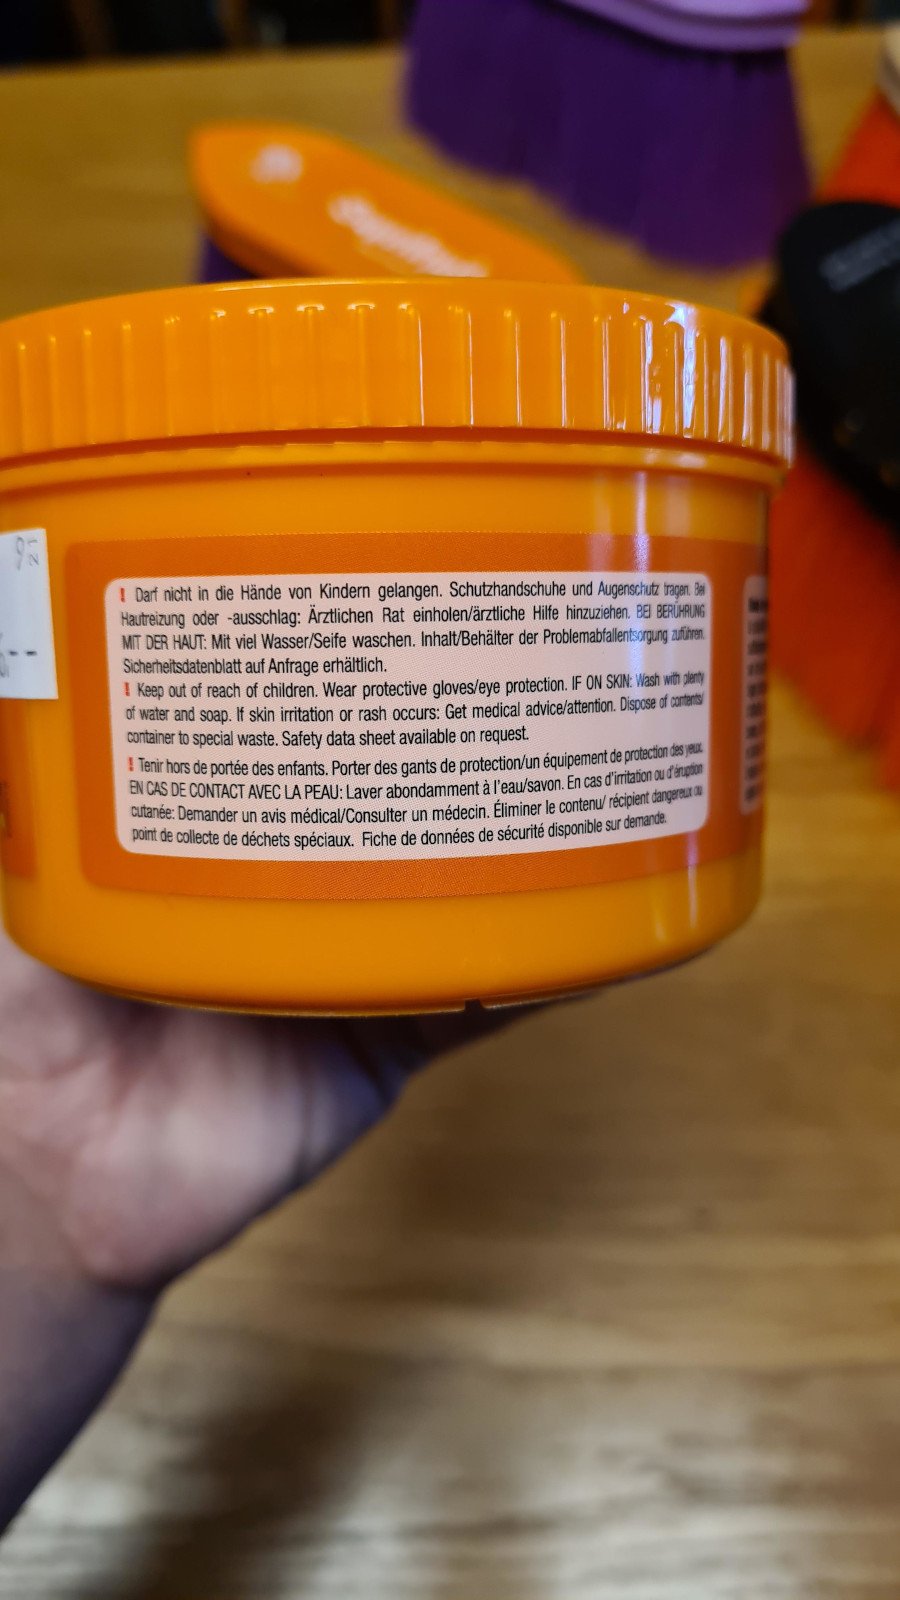 ! Darf nicht in die Hände von Kindern gelangen. Schutzhandschuhe und Augenschutz tragen. Bei
Hautreizung oder -ausschlag: Ärztlichen Rat einholen/ärztliche Hilfe hinzuziehen. BEI BERÜHRUNG
MIT DER HAUT: Mit viel Wasser/Seife waschen. Inhalt/Behälter der Problemabfallentsorgung zuführen.
Sicherheitsdatenblatt auf Anfrage erhältlich.
! Keep out of reach of children. Wear protective gloves/eye protection. IF ON SKIN: Wash with plenty
of water and soap. If skin irritation or rash occurs: Get medical advice/attention. Dispose of contents/
container to special waste. Safety data sheet available on request.
! Tenir hors de portée des enfants. Porter des gants de protection/un équipement de protection des yeux.
EN CAS DE CONTACT AVEC LA PEAU: Laver abondamment à l'eau/savon. En cas d'irritation ou d'éruption
cutanée: Demander un avis médical/Consulter un médecin. Éliminer le contenu/ récipient dangereux ou
point de collecte de déchets spéciaux. Fiche de données de sécurité disponible sur demande.